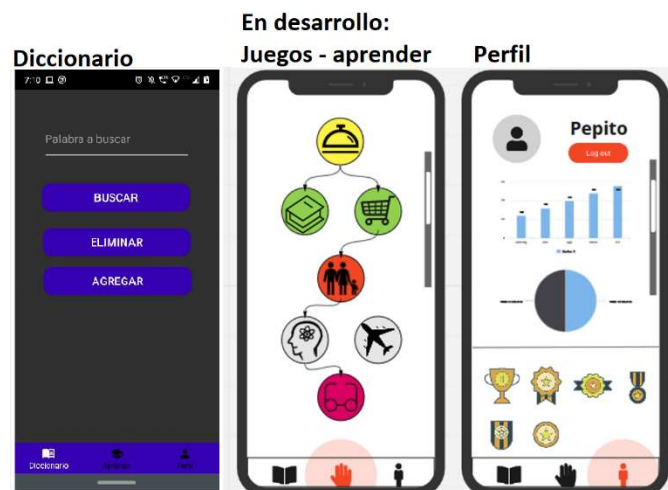 En desarrollo:
Diccionario
Juegos - aprender
Perfil
7:10
Palabra a buscar
BUSCAR
ELIMINAR
AGREGAR
Diccionario
Pepito
Log out